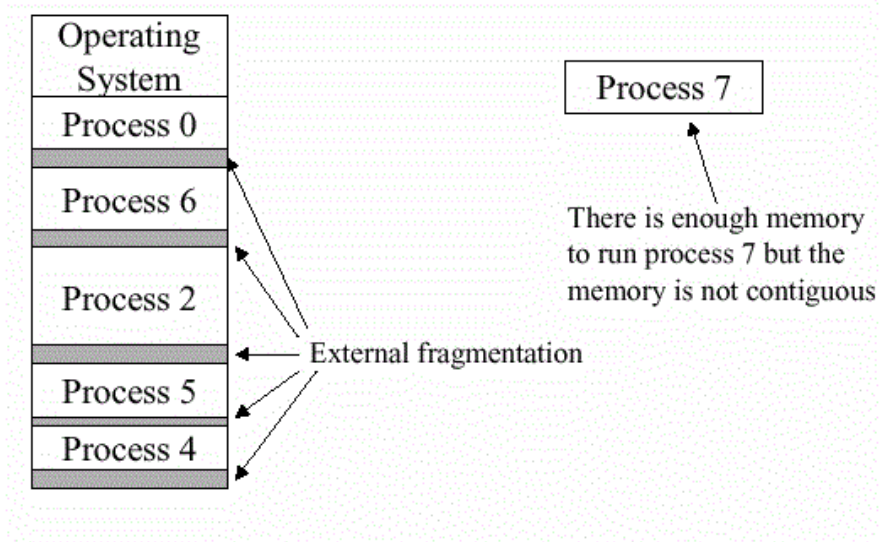 Operating
System
Process 0
Process 6
Process 2
Process 5
Process 4
External fragmentation
Process 7
There is enough memory
to run process 7 but the
memory is not contiguous